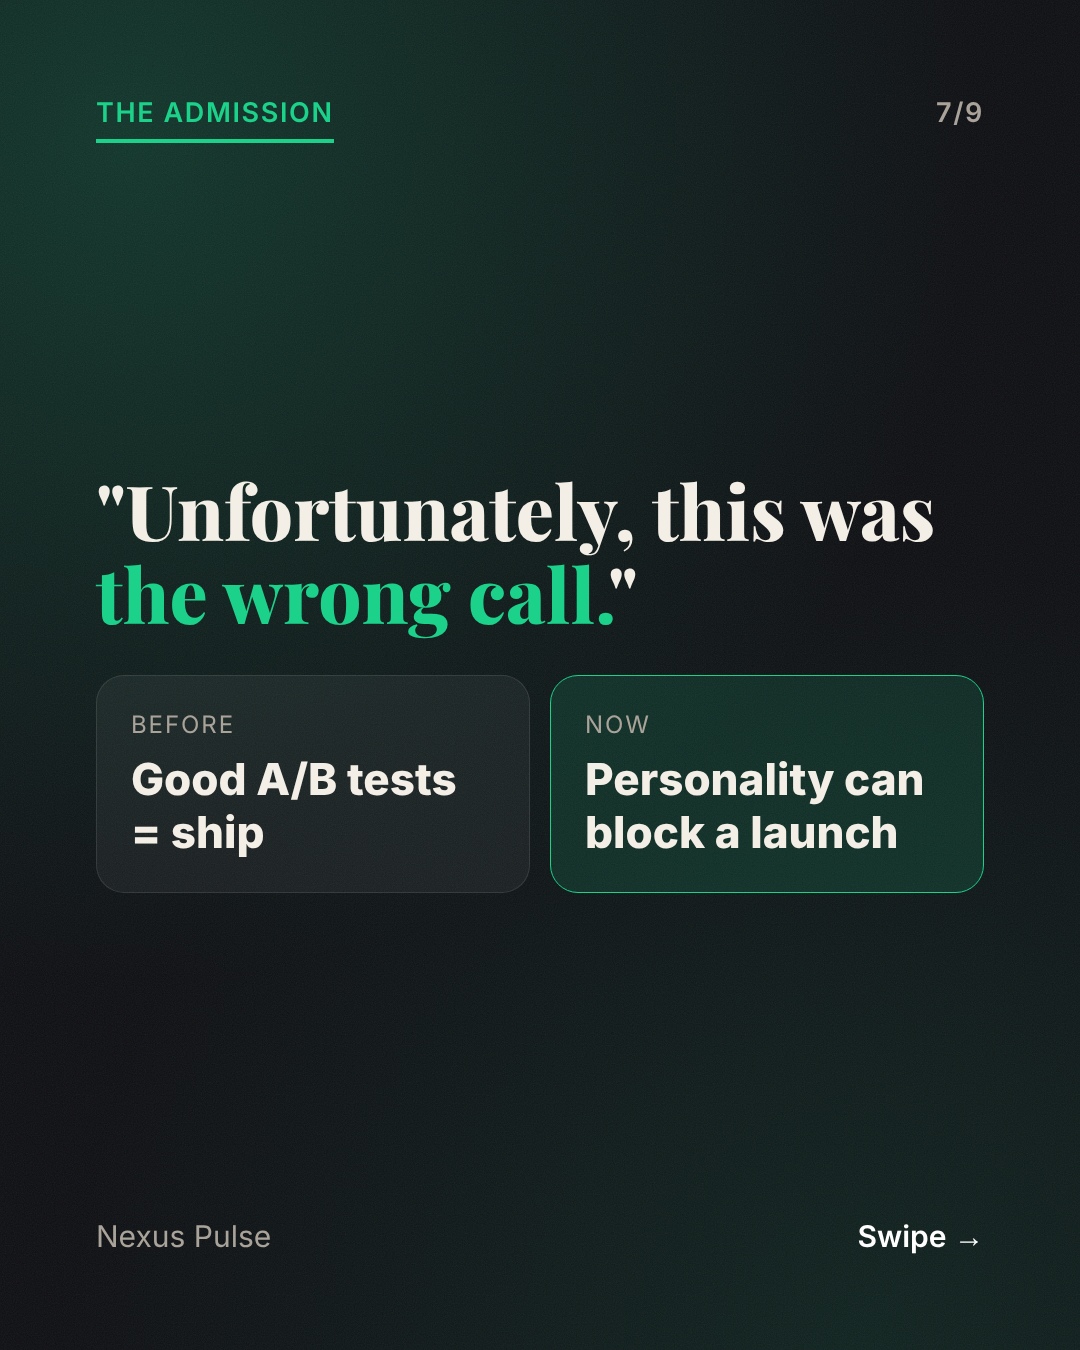 THE ADMISSION
7/9
"Unfortunately, this was
the wrong call."
BEFORE
Good A/B tests
= ship
NOW
Personality can
block a launch
Nexus Pulse
Swipe →